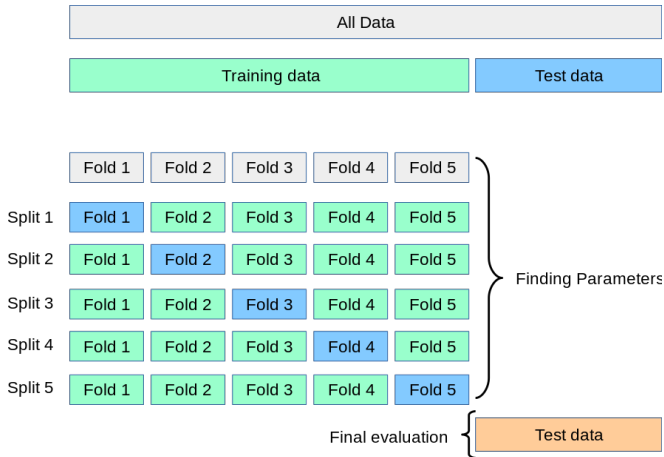 All Data
Training data Test data
Fold 1 Fold 2 Fold 3 Fold 4 Fold 5
Split 1 Fold 1 Fold 2 Fold 3 Fold 4 Fold 5
Split 2 Fold 1 Fold 2 Fold 3 Fold 4 Fold 5
Finding Parameters
Split 3 Fold 1 Fold 2 Fold 3 Fold 4 Fold 5
Split 4 Fold 1 Fold 2 Fold 3 Fold 4 Fold 5
Split 5 Fold 1 Fold 2 Fold 3 Fold 4 Fold 5
Final evaluation Test data